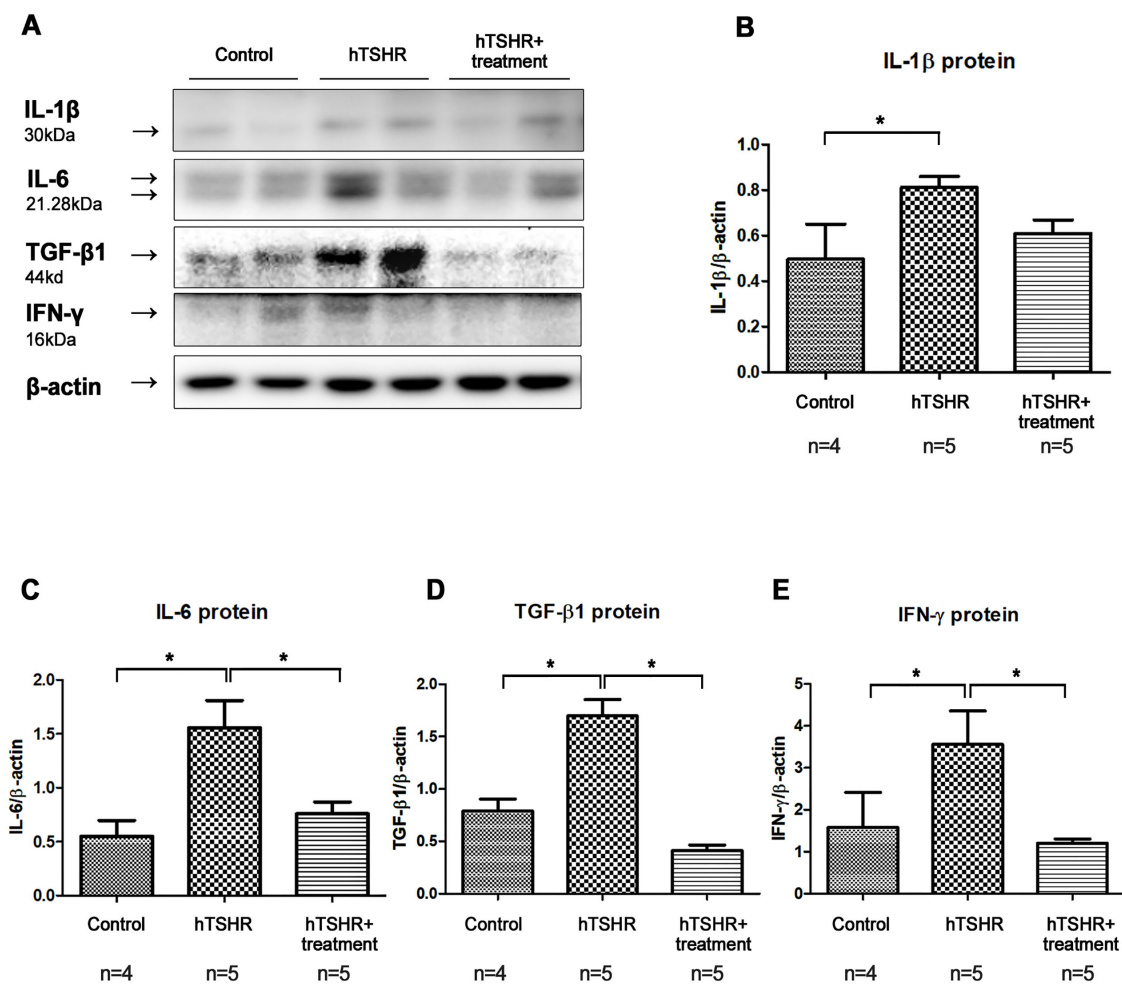 A
Control
hTSHR
hTSHR+
treatment
IL-1β
30kDa
→
IL-6
→
21.28kDa
→
TGF-β1
44kd
→
IFN-γ
16kDa
→
β-actin
→
B
IL-1β protein
*
IL-1β/β-actin
1.0
0.8
0.6
0.4
0.2
0.0
Control
hTSHR
hTSHR+
treatment
n=4
n=5
n=5
C
IL-6 protein
*
*
IL-6/β-actin
2.0
1.5
1.0
0.5
0.0
Control
hTSHR
hTSHR+
treatment
n=4
n=5
n=5
D
TGF-β1 protein
*
*
TGF-β1/β-actin
2.0
1.5
1.0
0.5
0.0
Control
hTSHR
hTSHR+
treatment
n=4
n=5
n=5
E
IFN-γ protein
*
*
IFN-γ/β-actin
5
4
3
2
1
0
Control
hTSHR
hTSHR+
treatment
n=4
n=5
n=5